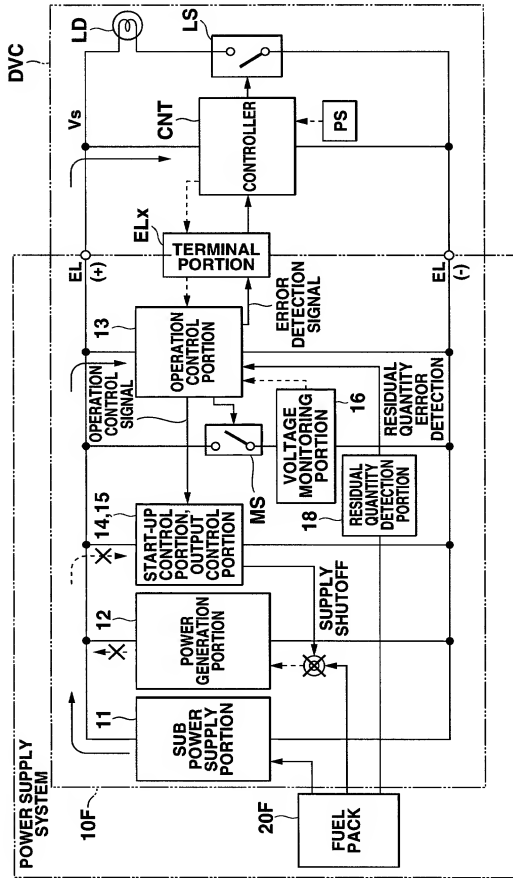 POWER SUPPLY
SYSTEM
DVC
10F
20F
FUEL
PACK
11
SUB
POWER
SUPPLY
PORTION
12
POWER
GENERATION
PORTION
SUPPLY
SHUTOFF
14,15
START-UP
CONTROL
PORTION,
OUTPUT
CONTROL
PORTION
OPERATION
CONTROL
SIGNAL
MS
13
OPERATION
CONTROL
PORTION
VOLTAGE
MONITORING
PORTION
16
18
RESIDUAL
QUANTITY
DETECTION
PORTION
RESIDUAL
QUANTITY
ERROR
DETECTION
ERROR
DETECTION
SIGNAL
EL
(+)
ELx
TERMINAL
PORTION
EL
(-)
Vs
CNT
CONTROLLER
PS
LD
LS